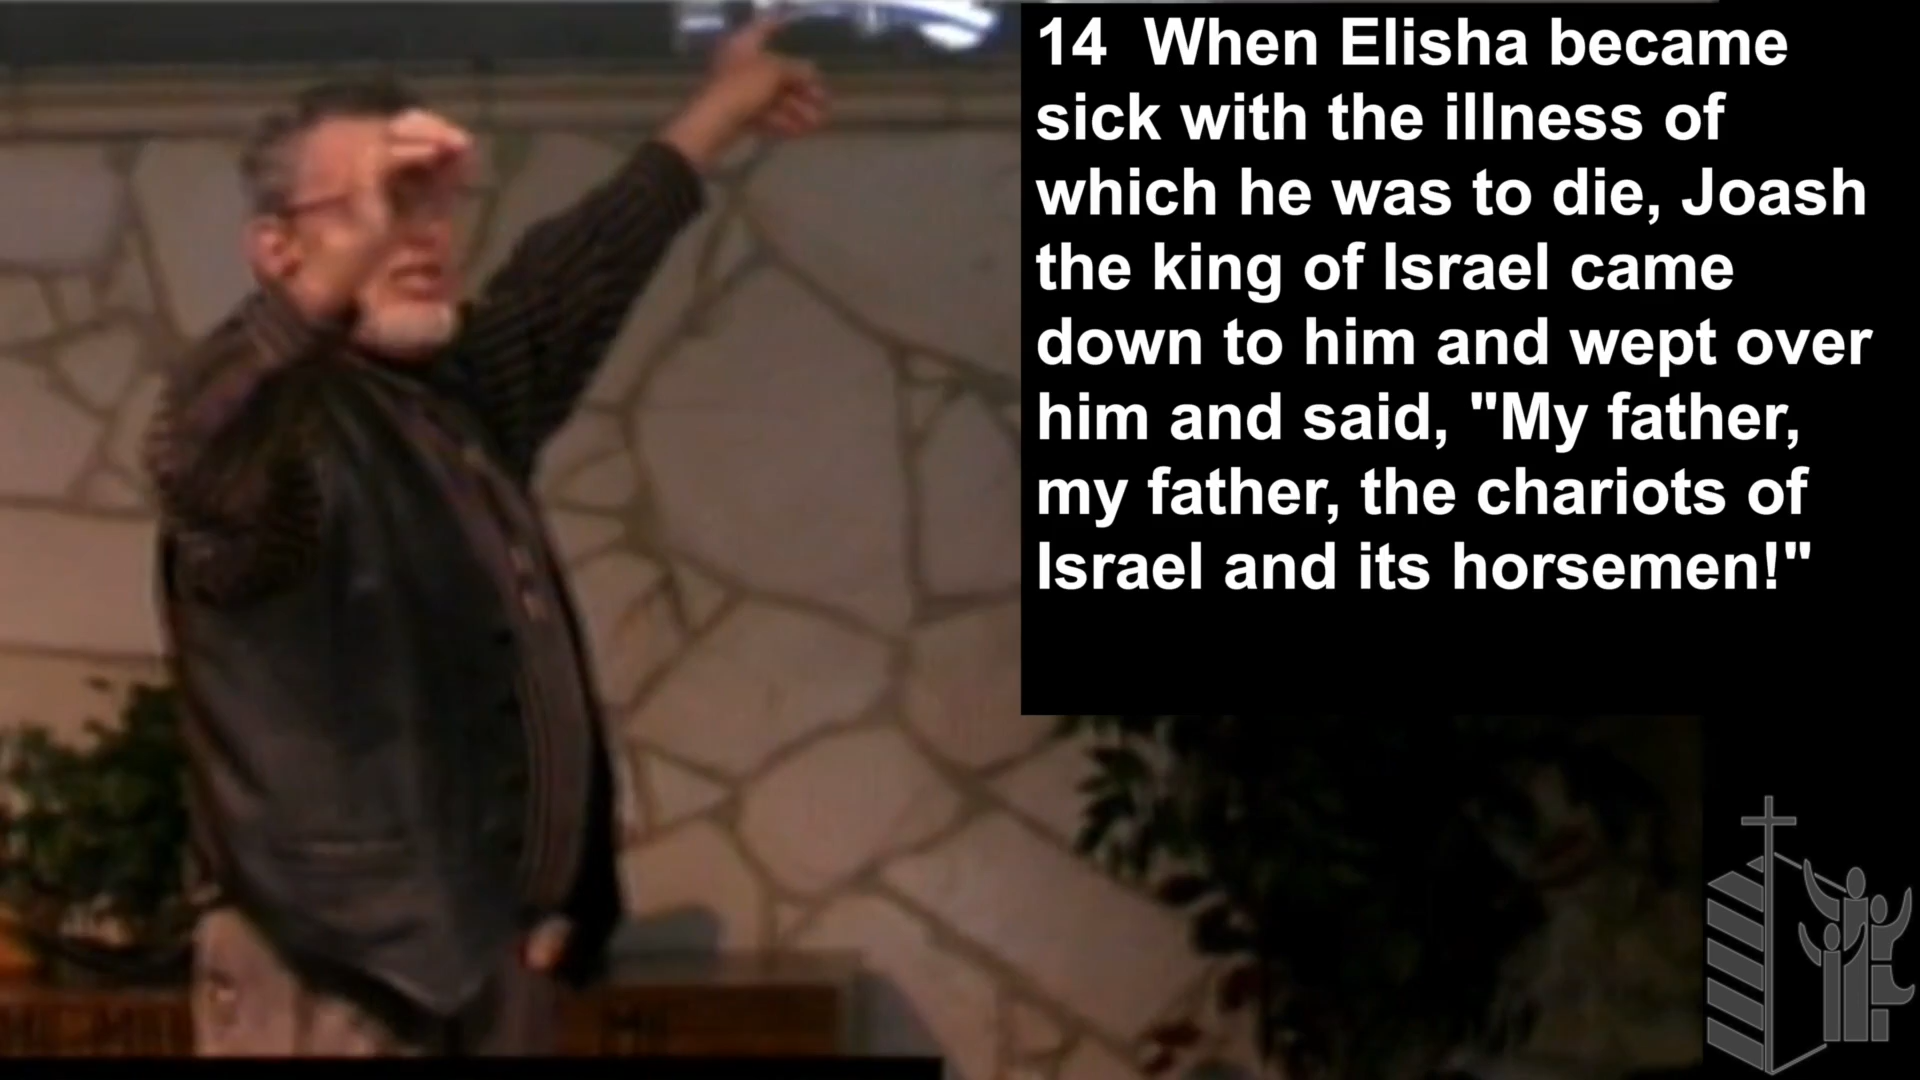 14 When Elisha became
sick with the illness of
which he was to die, Joash
the king of Israel came
down to him and wept over
him and said, "My father,
my father, the chariots of
Israel and its horsemen!"